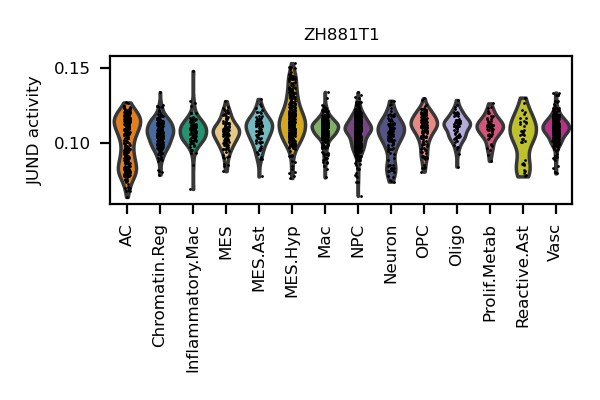 ZH881T1
0.15
0.10
JUND activity
AC
Chromatin.Reg
Inflammatory.Mac
MES
MES.Ast
MES.Hyp
Mac
NPC
Neuron
OPC
Oligo
Prolif.Metab
Reactive.Ast
Vasc